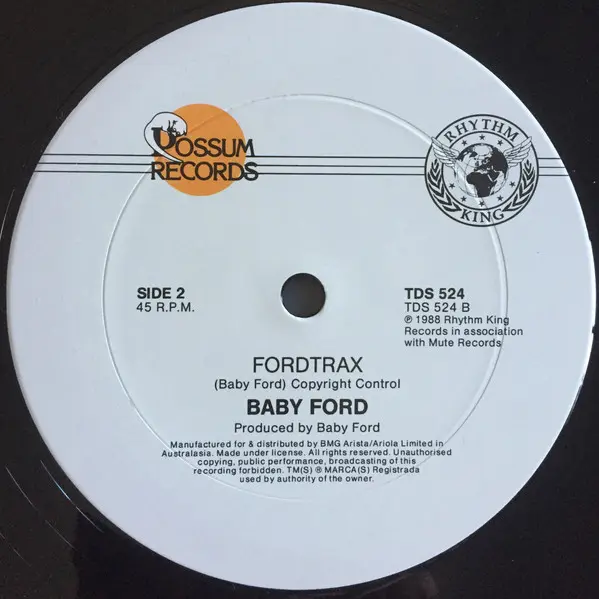 POSSUM
RECORDS
RHYTHM
KING
SIDE 2
45 R.P.M.
TDS 524
TDS 524 B
℗ 1988 Rhythm King
Records in association
with Mute Records
FORDTRAX
(Baby Ford) Copyright Control
BABY FORD
Produced by Baby Ford
Manufactured for & distributed by BMG Arista/Ariola Limited in
Australasia. Made under license. All rights reserved. Unauthorised
copying, public performance, broadcasting of this
recording forbidden. TM(S) ® MARCA(S) Registrada
used by authority of the owner.